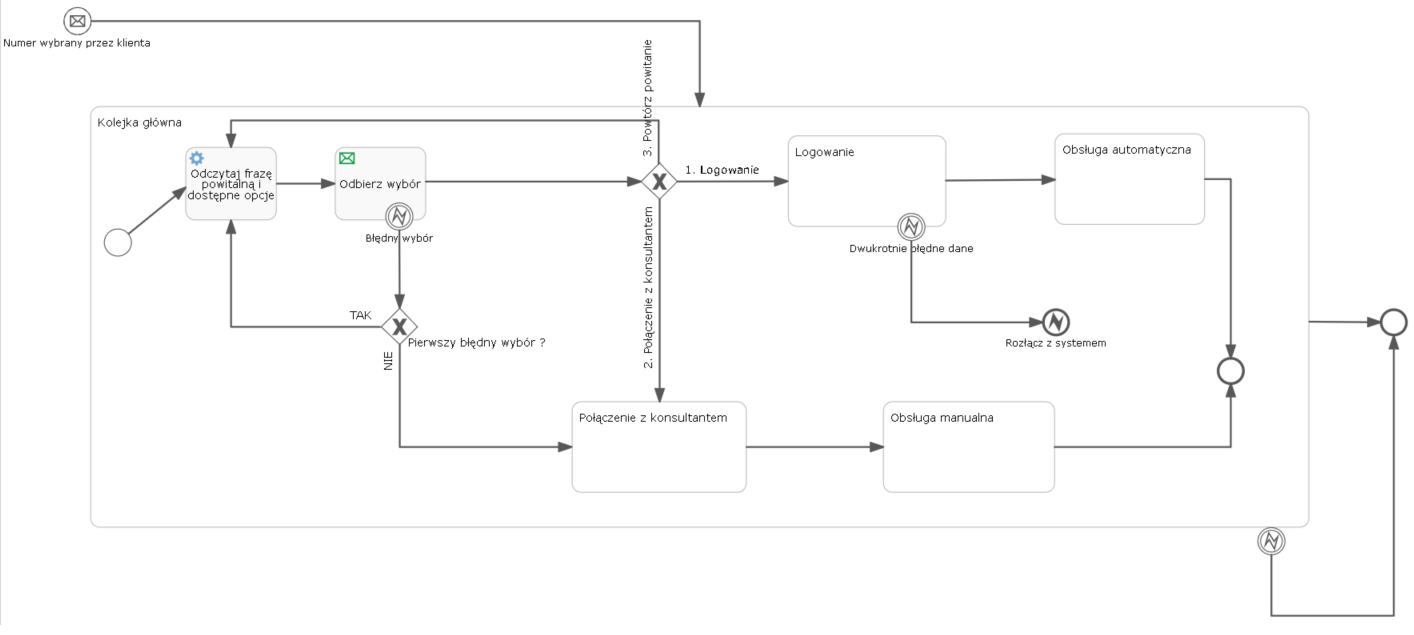 Numer wybrany przez klienta
Kolejka główna
Odczytaj frazę
powitalną i
dostępne opcje
Odbierz wybór
Błędny wybór
3. Powtórz powitanie
1. Logowanie
Logowanie
Obsługa automatyczna
Dwukrotnie błędne dane
2. Połączenie z konsultantem
TAK
Pierwszy błędny wybór ?
NIE
Rozłącz z systemem
Połączenie z konsultantem
Obsługa manualna